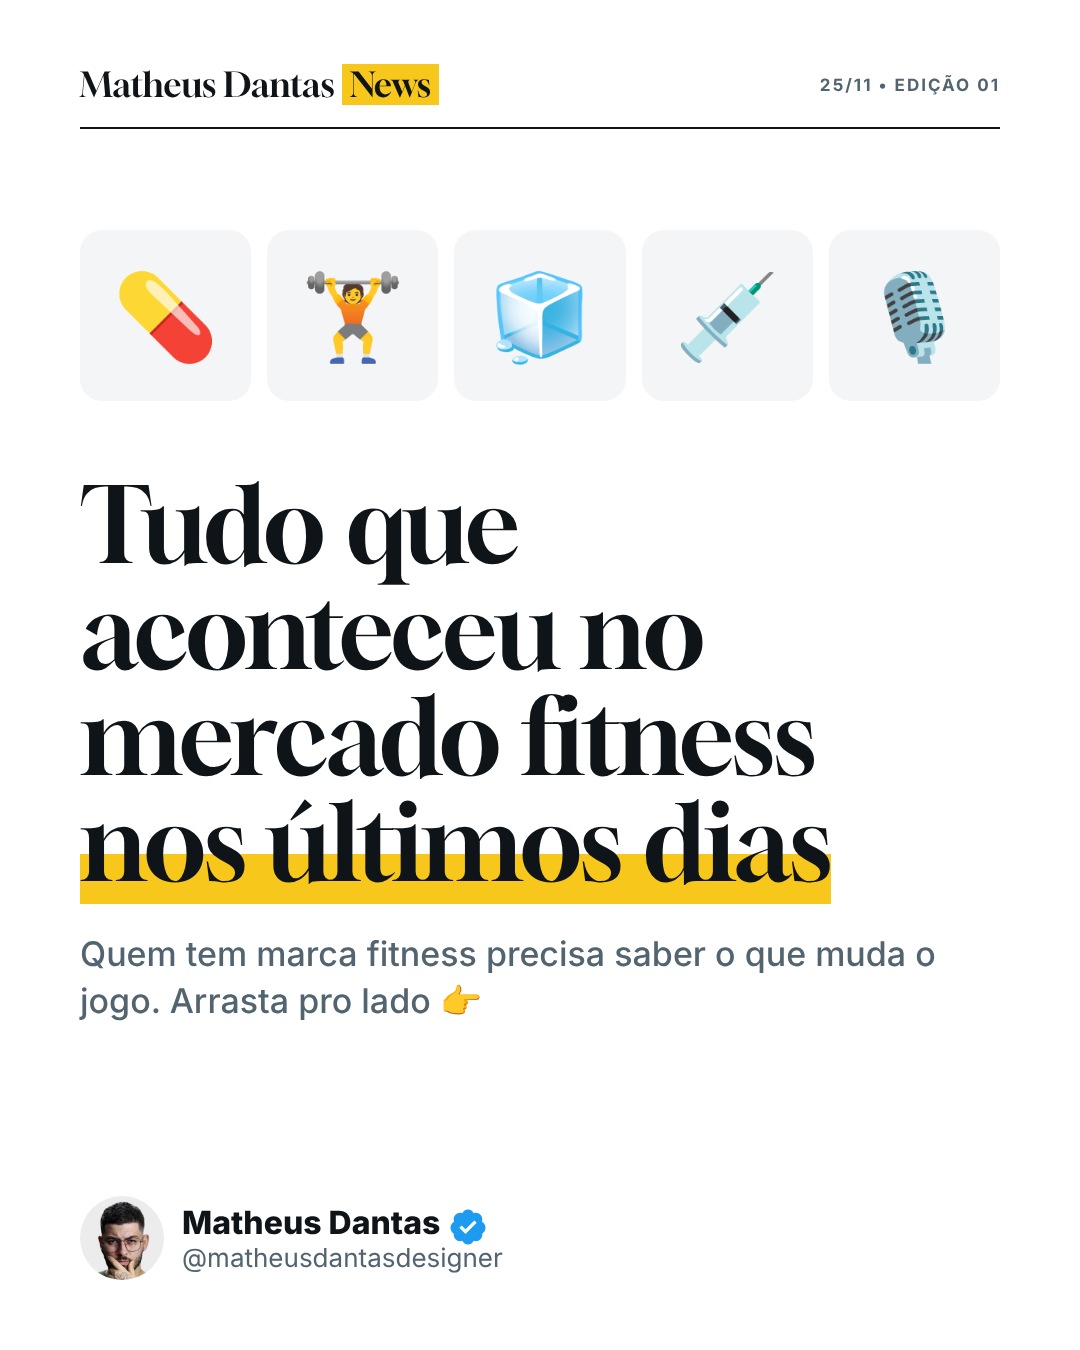 Matheus Dantas News
25/11 • EDIÇÃO 01
Tudo que
aconteceu no
mercado fitness
nos últimos dias
Quem tem marca fitness precisa saber o que muda o
jogo. Arrasta pro lado 👉
Matheus Dantas
@matheusdantasdesigner